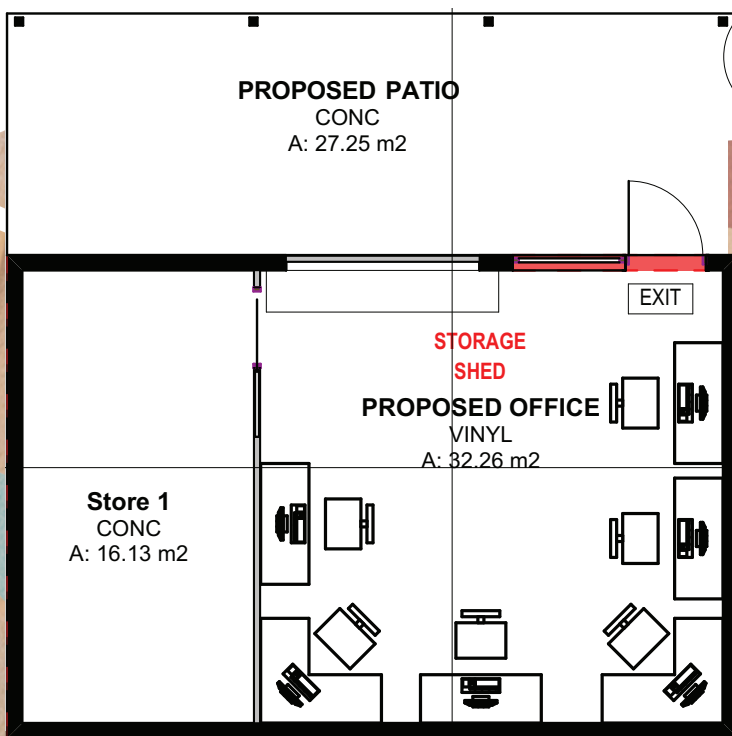 PROPOSED PATIO
CONC
A: 27.25 m2
EXIT
STORAGE
SHED
PROPOSED OFFICE
VINYL
A: 32.26 m2
Store 1
CONC
A: 16.13 m2